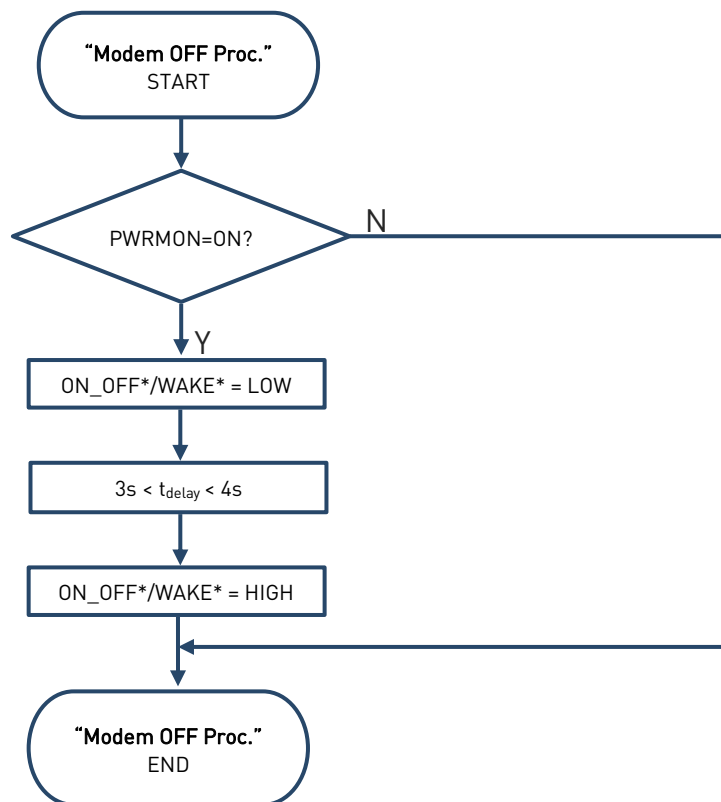 “Modem OFF Proc.”
START
PWRMON=ON?
N
Y
ON_OFF*/WAKE* = LOW
3s < tdelay < 4s
ON_OFF*/WAKE* = HIGH
“Modem OFF Proc.”
END